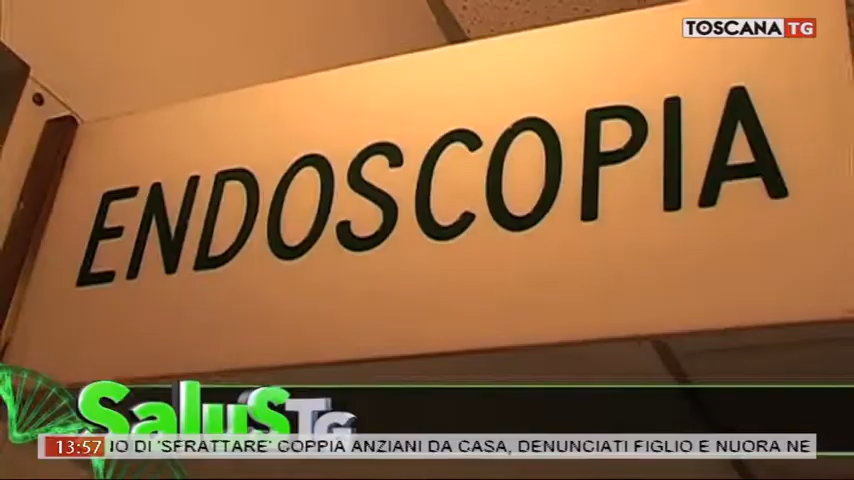 TOSCANA TG
ENDOSCOPIA
Salus TG
13:57 IO DI 'SFRATTARE' COPPIA ANZIANI DA CASA, DENUNCIATI FIGLIO E NUORA NE